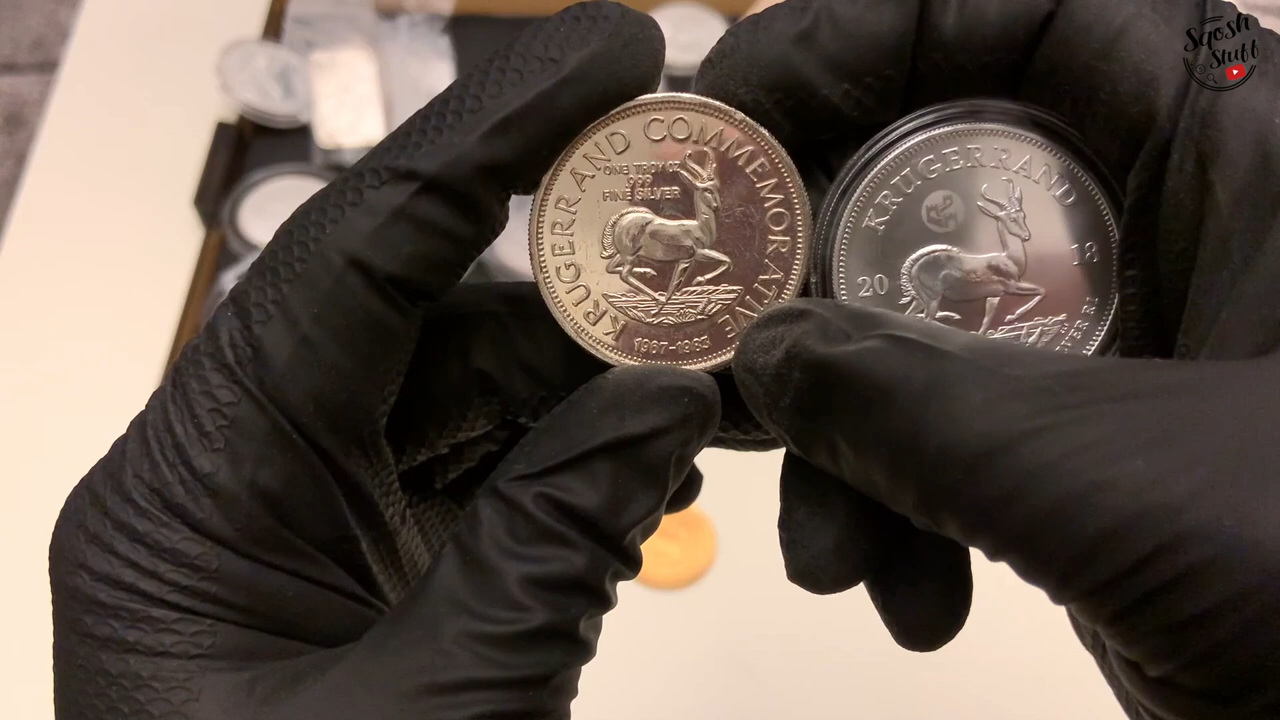 Sqosh
Stuff
KRUGERRAND COMMEMORATIVE
ONE TROY OZ
FINE SILVER
1967-1983
KRUGERRAND
20 18